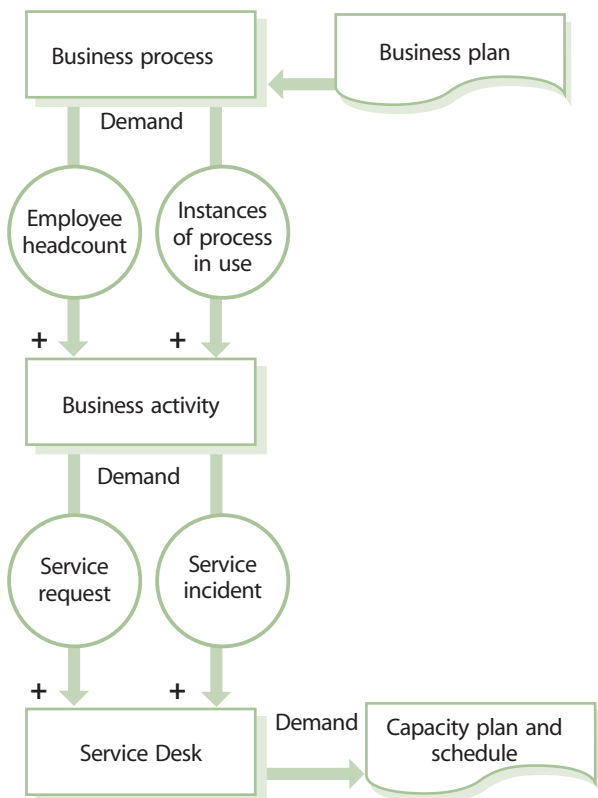 Business process
Business plan
Demand
Employee
headcount
Instances
of process
in use
+
+
Business activity
Demand
Service
request
Service
incident
+
+
Service Desk
Demand
Capacity plan and
schedule